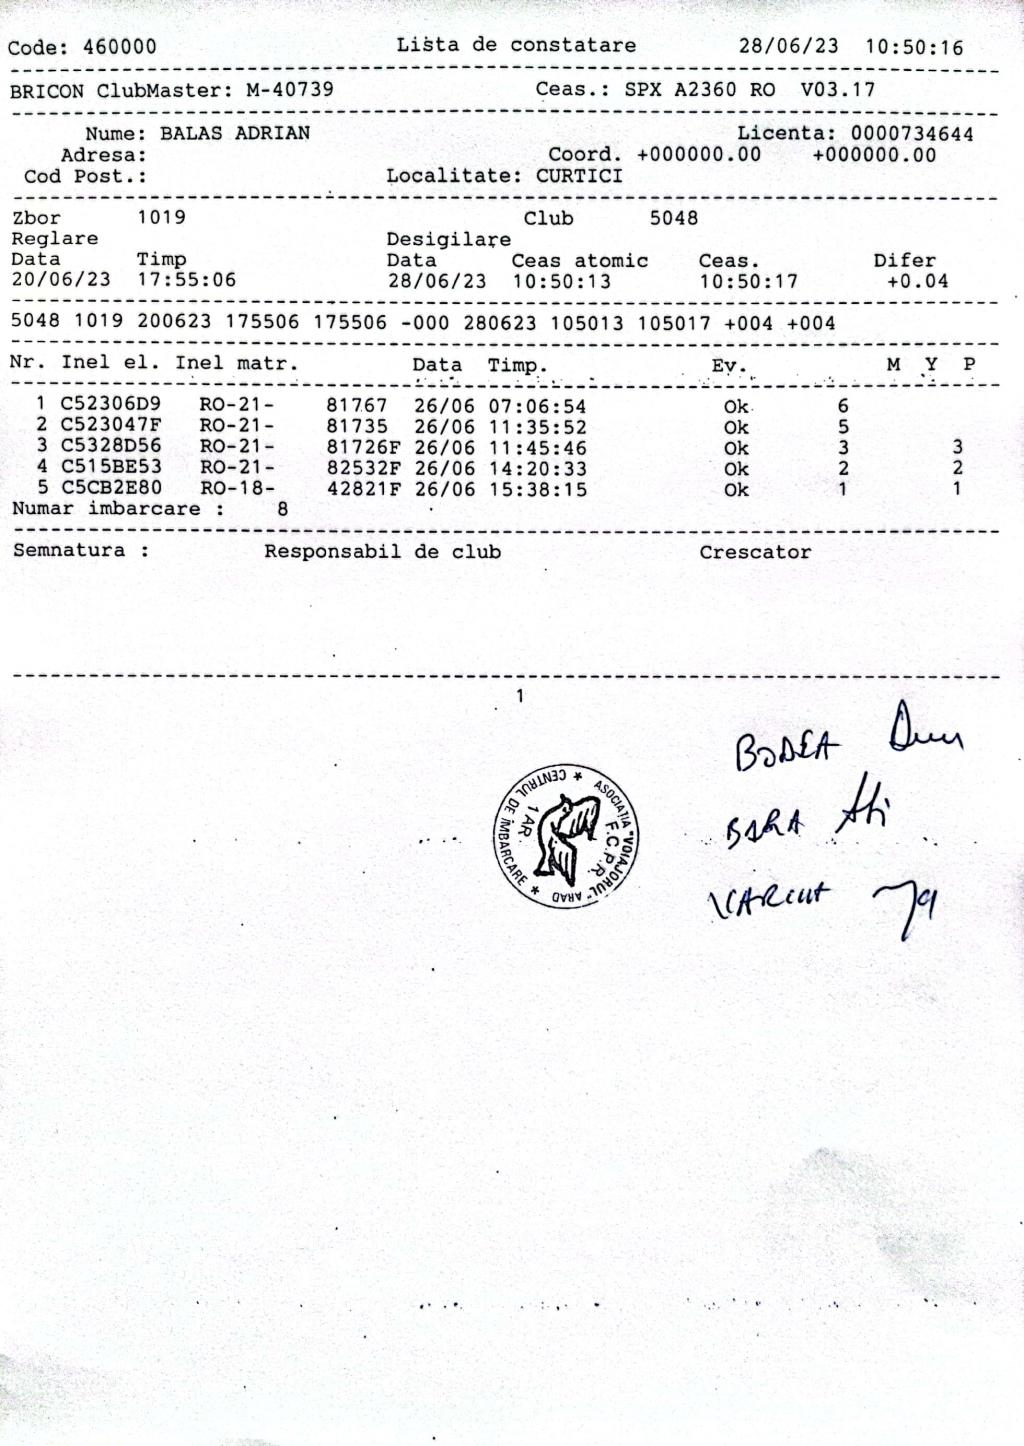 Code: 460000 Lista de constatare 28/06/23 10:50:16
BRICON ClubMaster: M-40739 Ceas.: SPX A2360 RO V03.17
Nume: BALAS ADRIAN Licenta: 0000734644
Adresa: Coord. +000000.00 +000000.00
Cod Post.: Localitate: CURTICI
Zbor 1019 Club 5048
Reglare Desigilare
Data Timp Data Ceas atomic Ceas. Difer
20/06/23 17:55:06 28/06/23 10:50:13 10:50:17 +0.04
5048 1019 200623 175506 175506 -000 280623 105013 105017 +004 +004
Nr. Inel el. Inel matr. Data Timp. Ev. M Y P
1 C52306D9 RO-21- 81767 26/06 07:06:54 Ok 6
2 C523047F RO-21- 81735 26/06 11:35:52 Ok 5
3 C5328D56 RO-21- 81726F 26/06 11:45:46 Ok 3 3
4 C515BE53 RO-21- 82532F 26/06 14:20:33 Ok 2 2
5 C5CB2E80 RO-18- 42821F 26/06 15:38:15 Ok 1 1
Numar imbarcare : 8
Semnatura : Responsabil de club Crescator
1
BODEA
BARA
ASOCIAȚIA "VOIAJORUL" ARAD
CENTRUL DE ÎMBARCARE
F.C.P.R.
1 AR